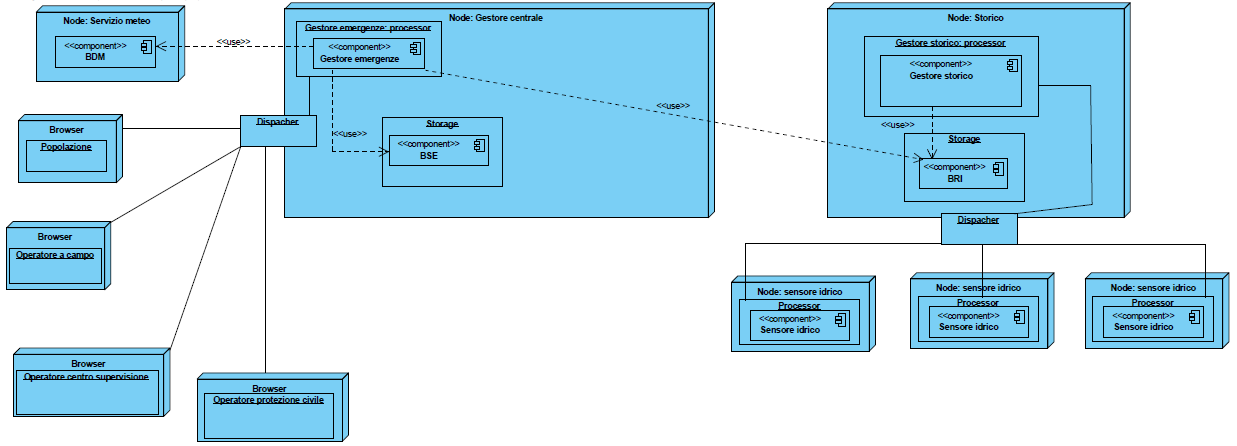 Node: Servizio meteo
<<component>>
BDM
<<use>>
Node: Gestore centrale
Gestore emergenze: processor
<<component>>
Gestore emergenze
<<use>>
Storage
<<component>>
BSE
<<use>>
Node: Storico
Gestore storico: processor
<<component>>
Gestore storico
<<use>>
Storage
<<component>>
BRI
Dispacher
Browser
Popolazione
Browser
Operatore a campo
Browser
Operatore centro supervisione
Browser
Operatore protezione civile
Dispacher
Node: sensore idrico
Processor
<<component>>
Sensore idrico
Node: sensore idrico
Processor
<<component>>
Sensore idrico
Node: sensore idrico
Processor
<<component>>
Sensore idrico